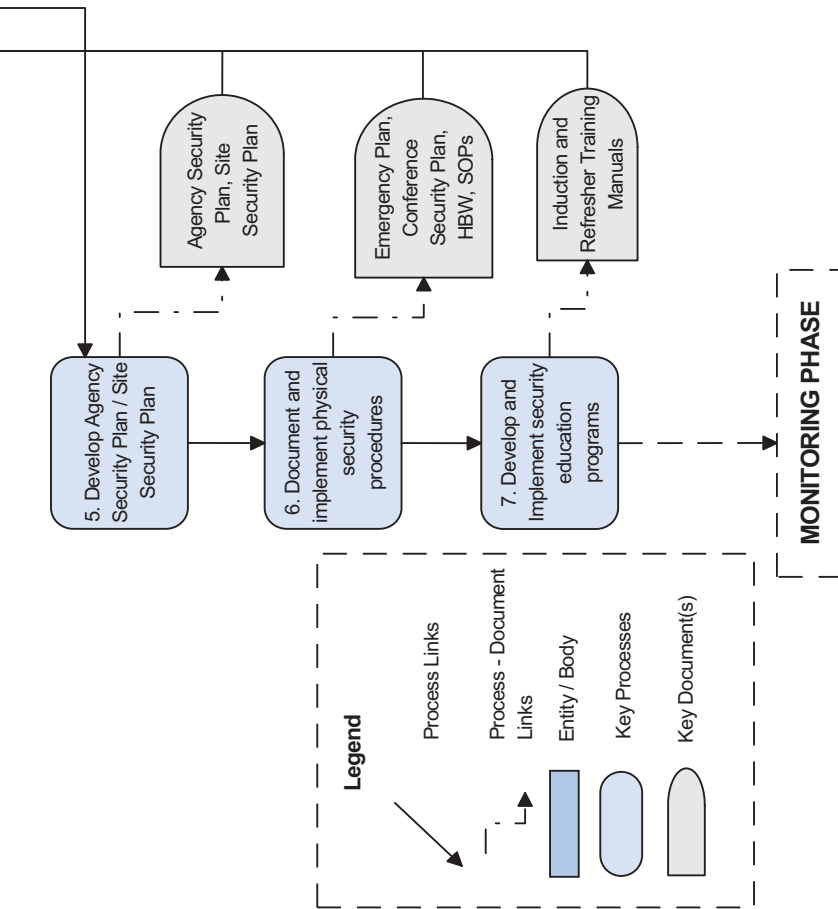 5. Develop Agency
Security Plan / Site
Security Plan
Agency Security
Plan, Site
Security Plan
6. Document and
implement physical
security
procedures
Emergency Plan,
Conference
Security Plan,
HBW, SOPs
7. Develop and
Implement security
education
programs
Induction and
Refresher Training
Manuals
MONITORING PHASE
Legend
Process Links
Process - Document
Links
Entity / Body
Key Processes
Key Document(s)